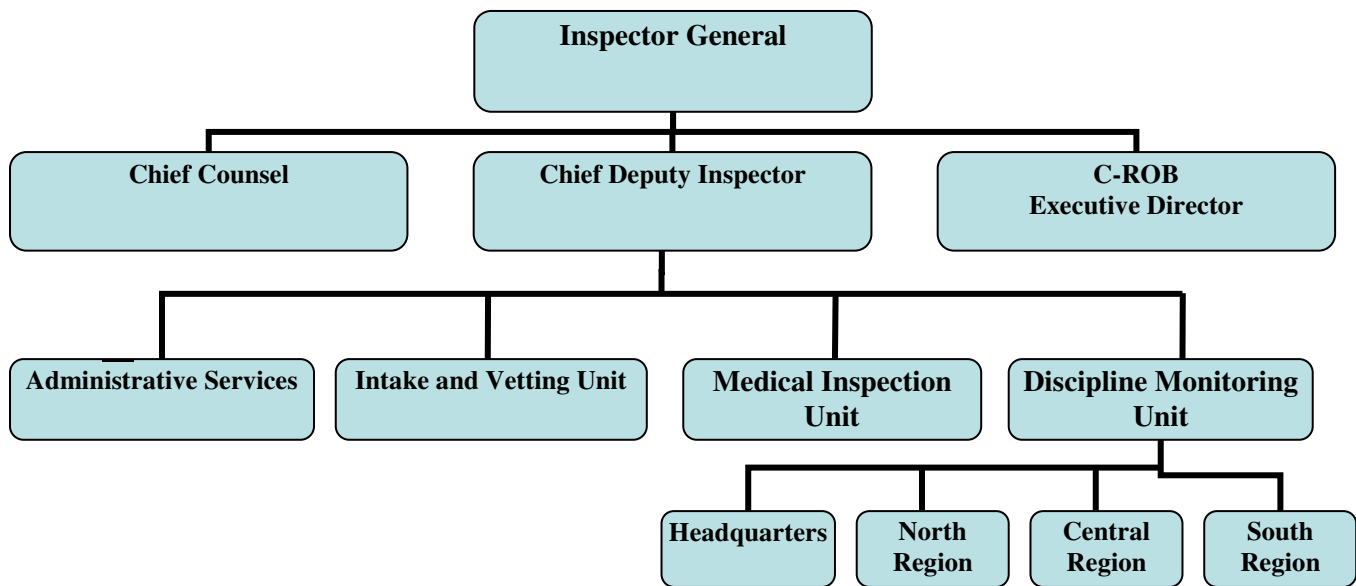 Inspector General
Chief Counsel
Chief Deputy Inspector
C-ROB
Executive Director
Administrative Services
Intake and Vetting Unit
Medical Inspection
Unit
Discipline Monitoring
Unit
Headquarters
North
Region
Central
Region
South
Region